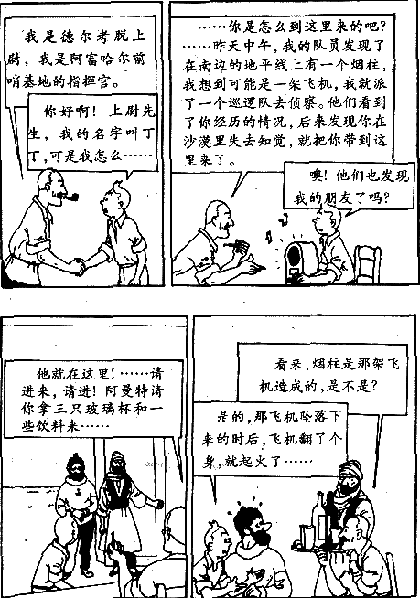 我是德尔考脱上
尉，我是阿富哈尔前
哨基地的指挥官。
你好啊！上尉先
生，我的名字叫丁
丁，可是我怎么……
……你是怎么到这里来的吧？
……昨天中午，我的队员发现了
在南边的地平线上有一个烟柱，
我想到可能是一架飞机，我就派
了一个巡逻队去侦察。他们看到
了你经历的情况，后来发现你在
沙漠里失去知觉，就把你带到这
里来了。
噢！他们也发现
我的朋友了吗？
他就在这里！……请
进来，请进！阿曼特请
你拿三只玻璃杯和一
些饮料来……
看来，烟柱是那架飞
机造成的，是不是？
是的，那飞机坠落下
来的时后，飞机翻了个
身，就起火了……